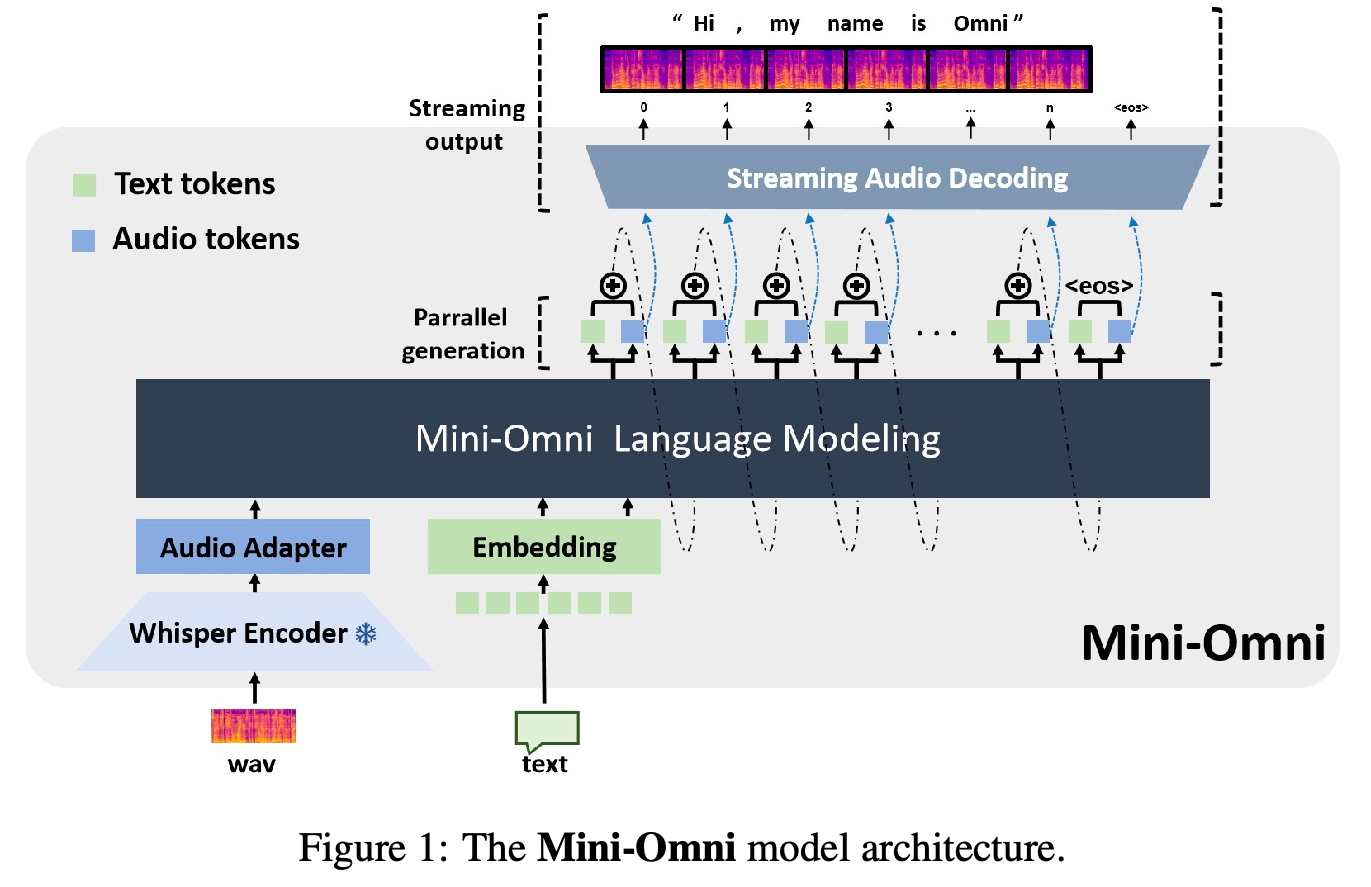 “ Hi , my name is Omni ”
0 1 2 3 ... n <eos>
Streaming
output
Streaming Audio Decoding
Text tokens
Audio tokens
<eos>
Parrallel
generation
. . .
Mini-Omni Language Modeling
Audio Adapter
Embedding
Whisper Encoder
Mini-Omni
wav
text
Figure 1: The Mini-Omni model architecture.